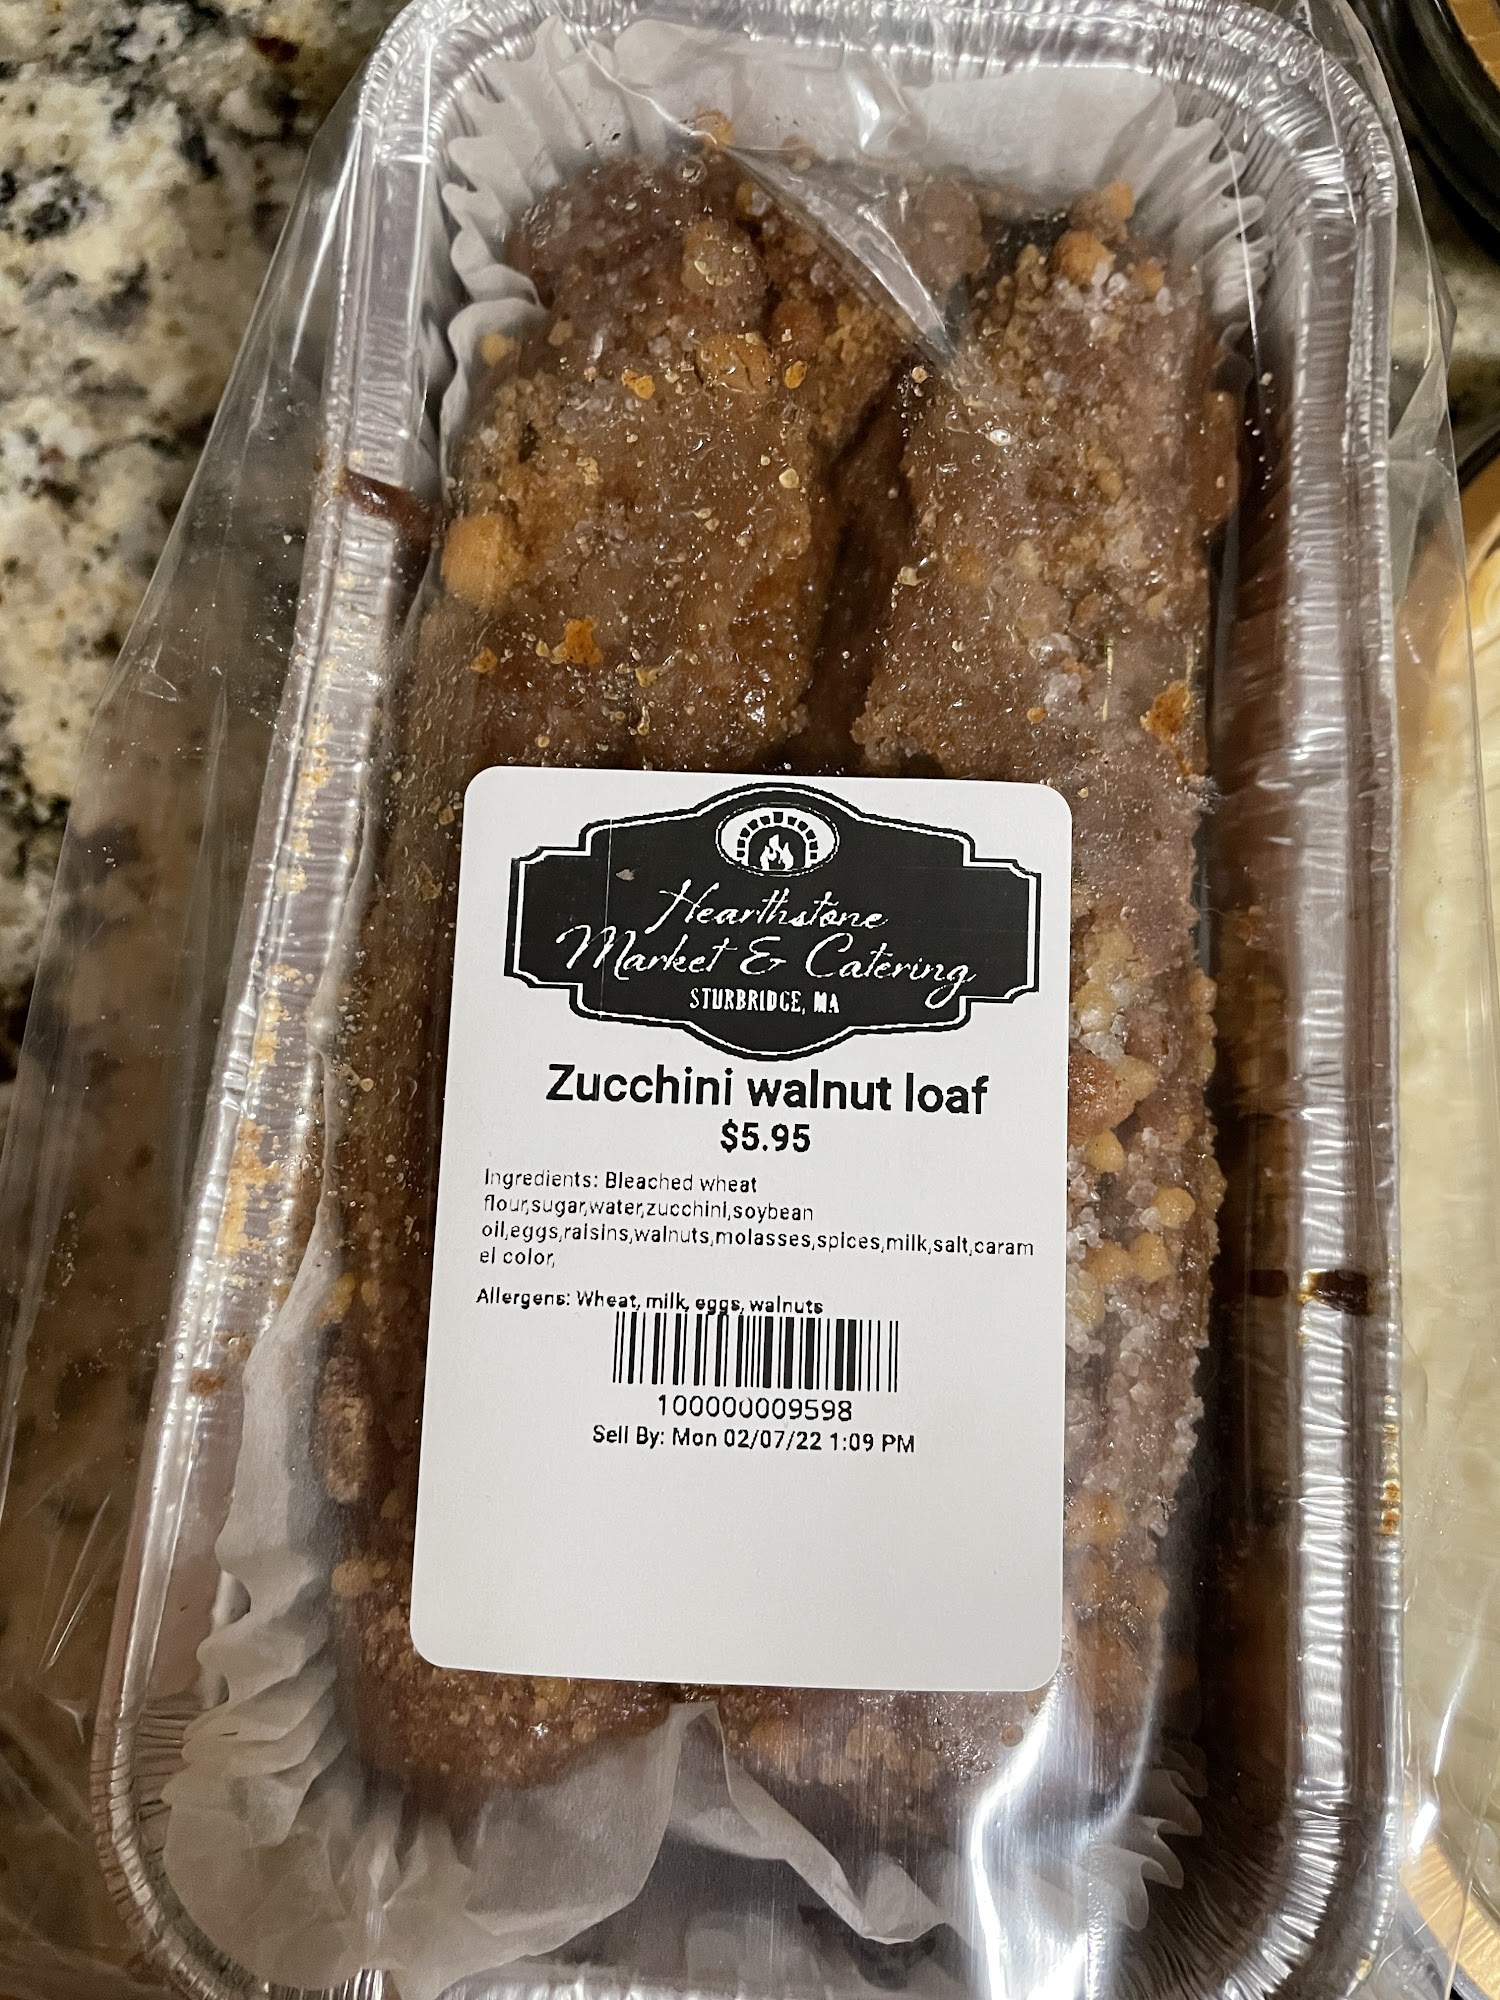 Hearthstone
Market & Catering
STURBRIDGE, MA
Zucchini walnut loaf
$5.95
Ingredients: Bleached wheat
flour,sugar,water,zucchini,soybean
oil,eggs,raisins,walnuts,molasses,spices,milk,salt,caram
el color,
Allergens: Wheat, milk, eggs, walnuts
100000009598
Sell By: Mon 02/07/22 1:09 PM